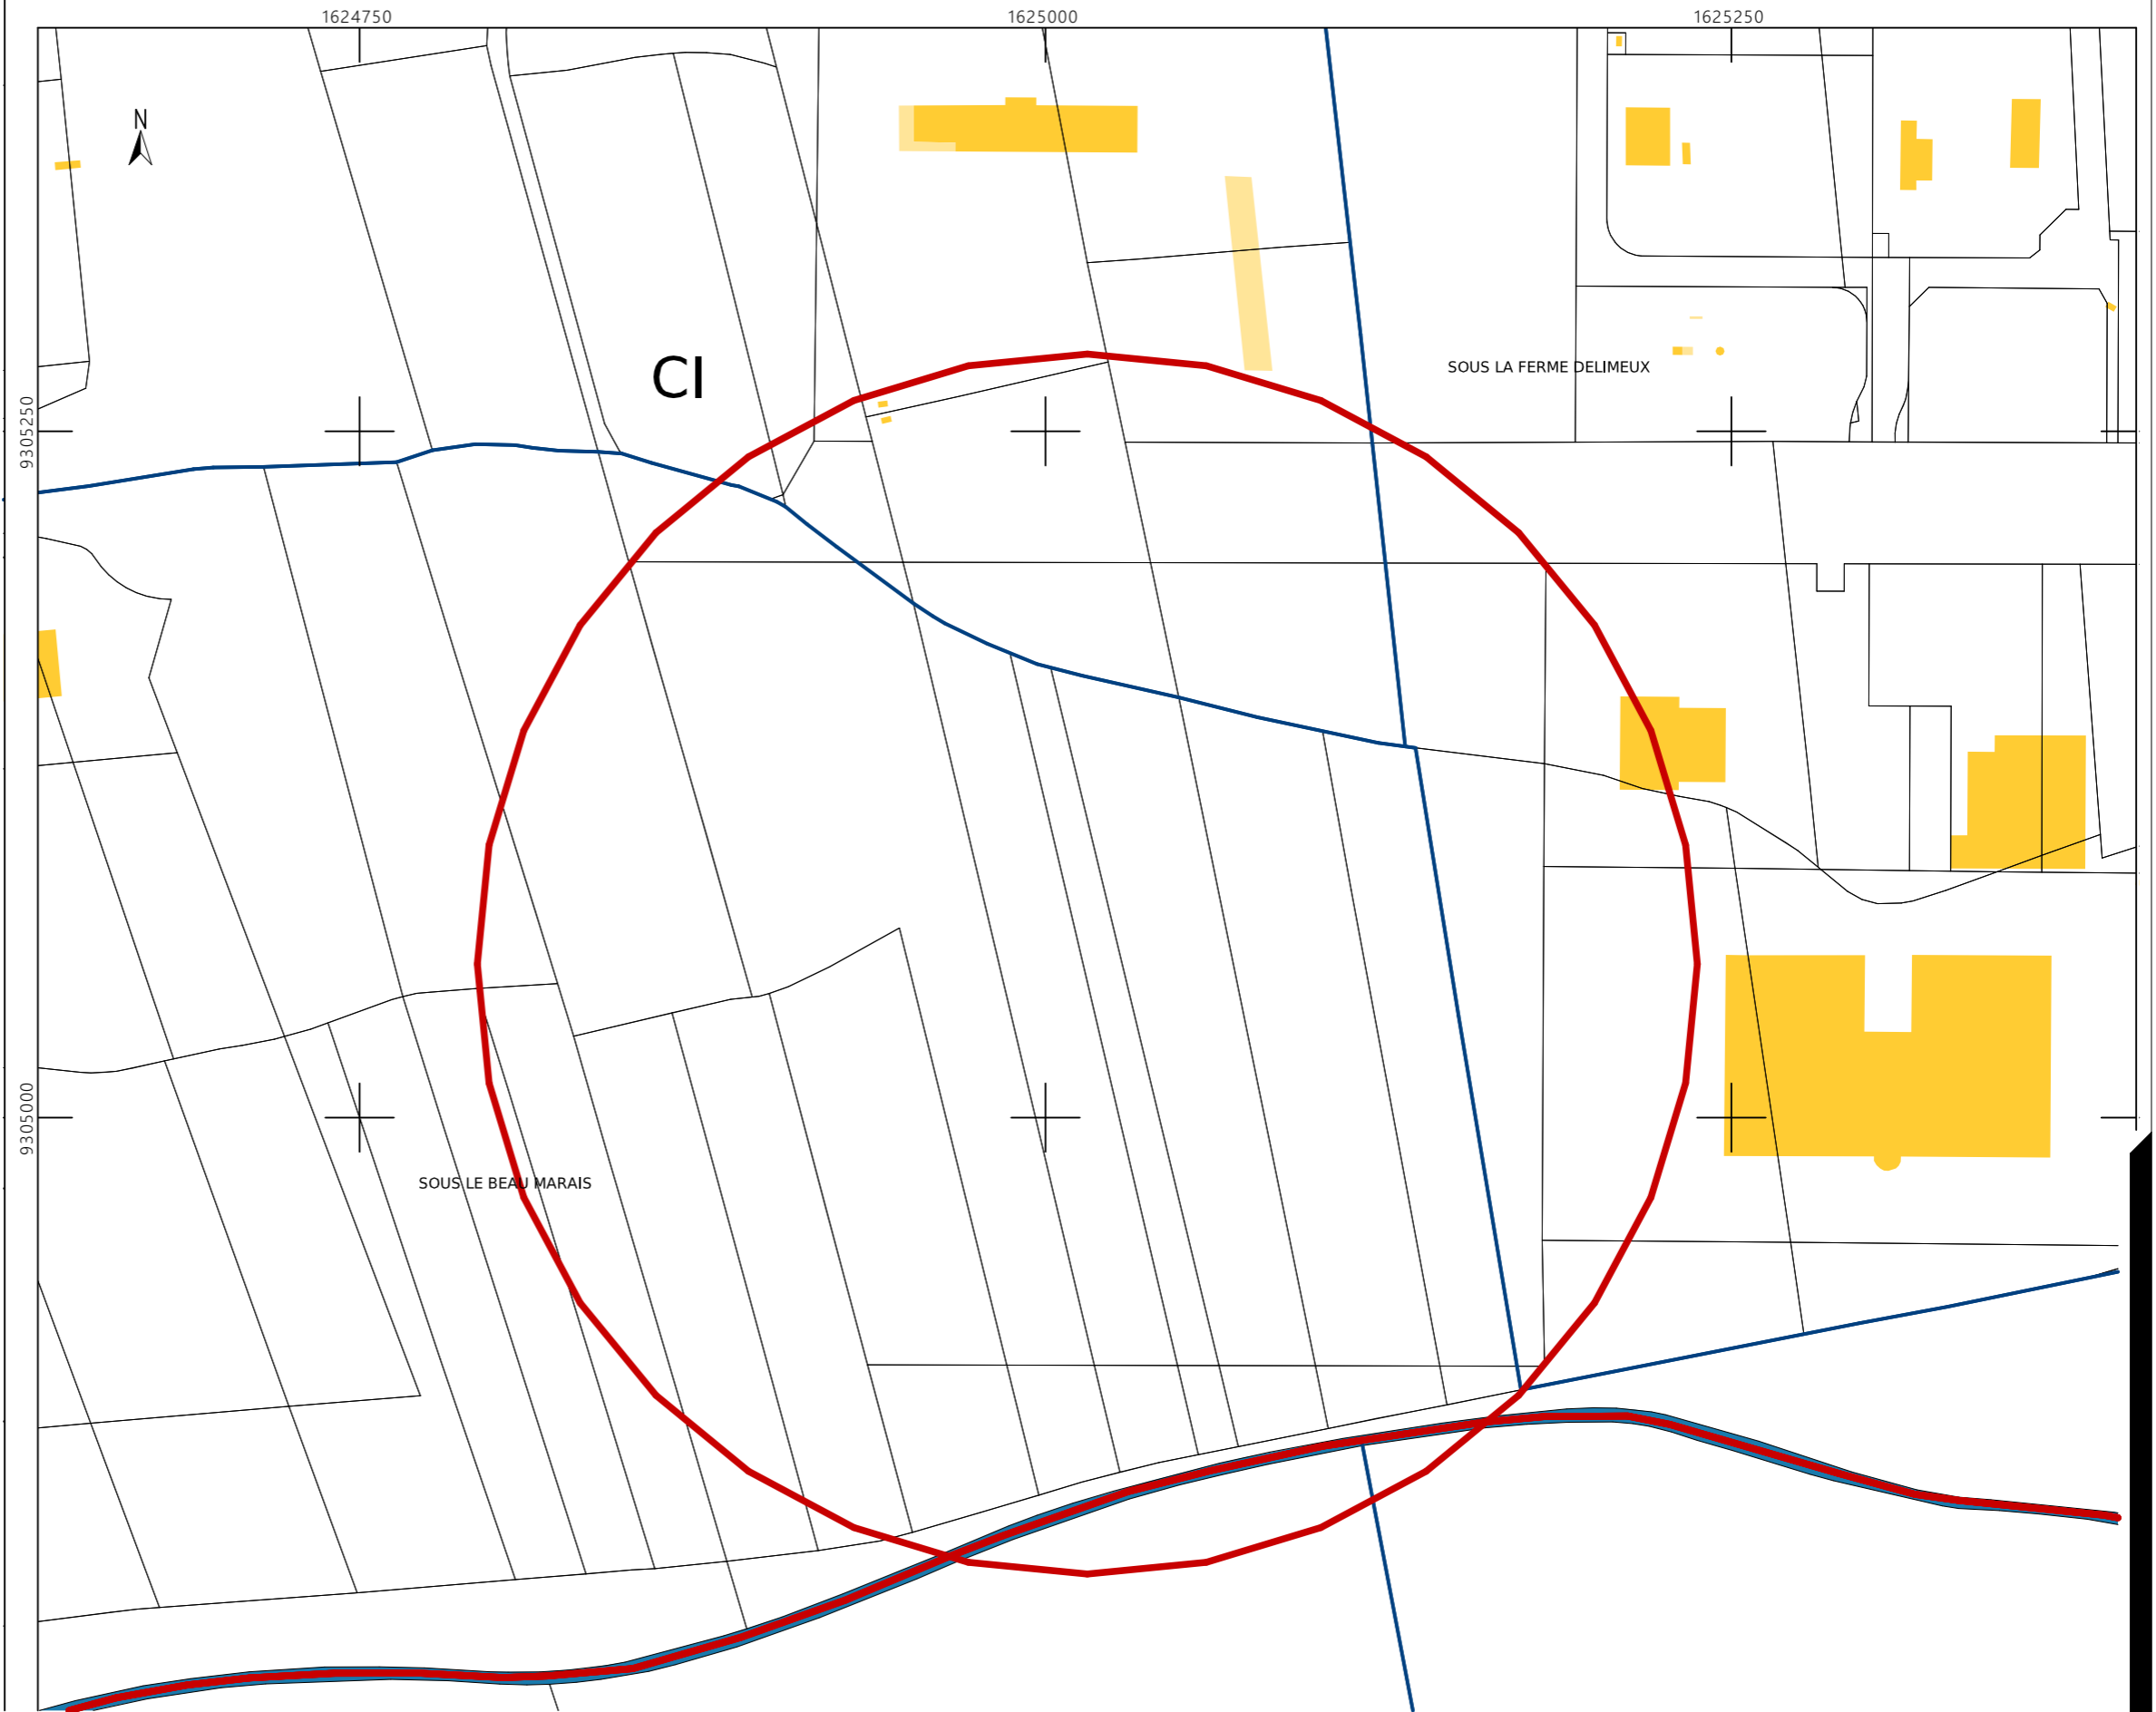 1624750
1625000
1625250
N
CI
SOUS LA FERME DELIMEUX
9305250
9305000
SOUS LE BEAU MARAIS